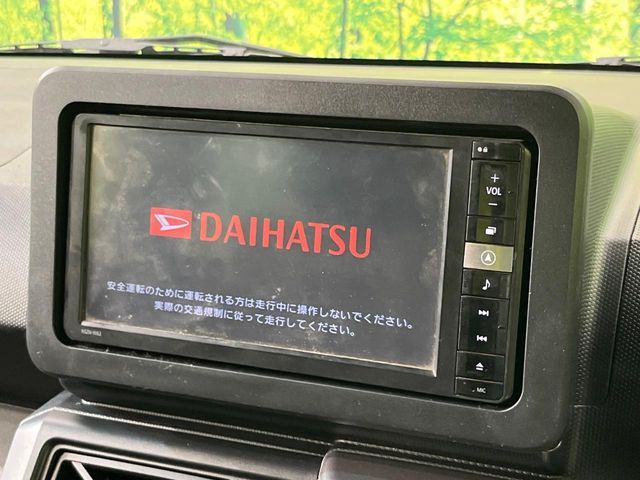 DAIHATSU
安全運転のために運転される方は走行中に操作しないでください。
実際の交通規制に従って走行してください。
+
VOL
−
MIC